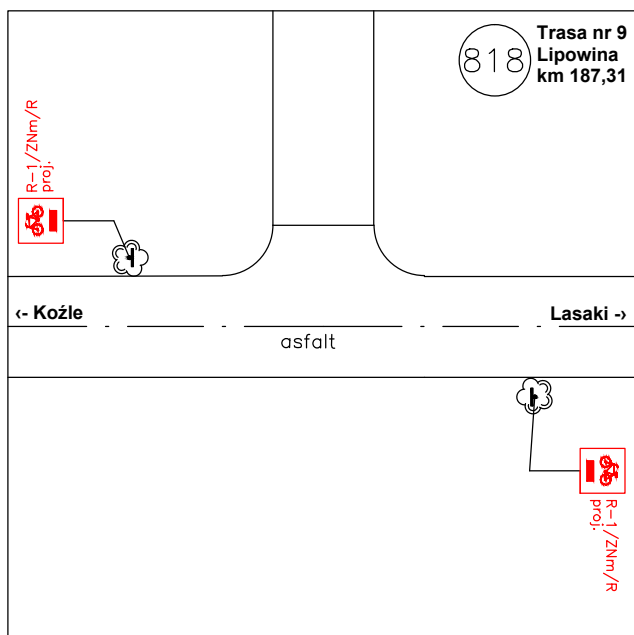 818
Trasa nr 9
Lipowina
km 187,31
R-1/ZNm/R
proj.
<- Koźle
Lasaki ->
asfalt
R-1/ZNm/R
proj.